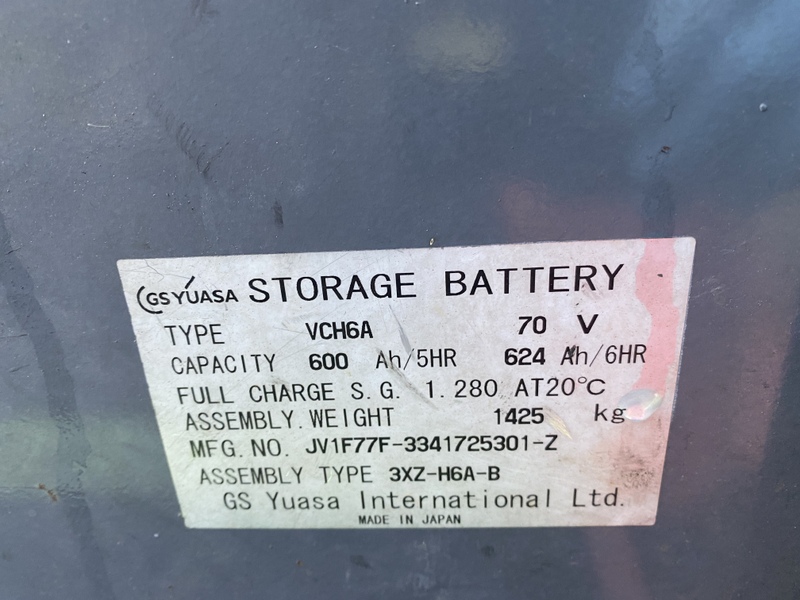 GS YUASA STORAGE BATTERY
TYPE VCH6A 70 V
CAPACITY 600 Ah/5HR 624 Ah/6HR
FULL CHARGE S.G. 1.280 AT20℃
ASSEMBLY.WEIGHT 1425 kg
MFG.NO. JV1F77F-3341725301-Z
ASSEMBLY TYPE 3XZ-H6A-B
GS Yuasa International Ltd.
MADE IN JAPAN